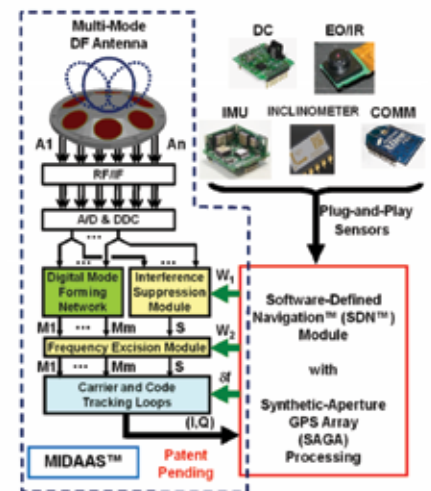 Multi-Mode
DF Antenna
A1
An
RF/IF
A/D & DDC
...
...
Digital Mode
Forming
Network
Interference
Suppression
Module
W1
M1
...
Mm
S
Frequency Excision Module
W2
M1
...
Mm
S
Carrier and Code
Tracking Loops
δt
(I,Q)
MIDAAS™
Patent
Pending
DC
EO/IR
IMU
INCLINOMETER
COMM
Plug-and-Play
Sensors
Software-Defined
Navigation™ (SDN™)
Module
with
Synthetic-Aperture
GPS Array
(SAGA)
Processing